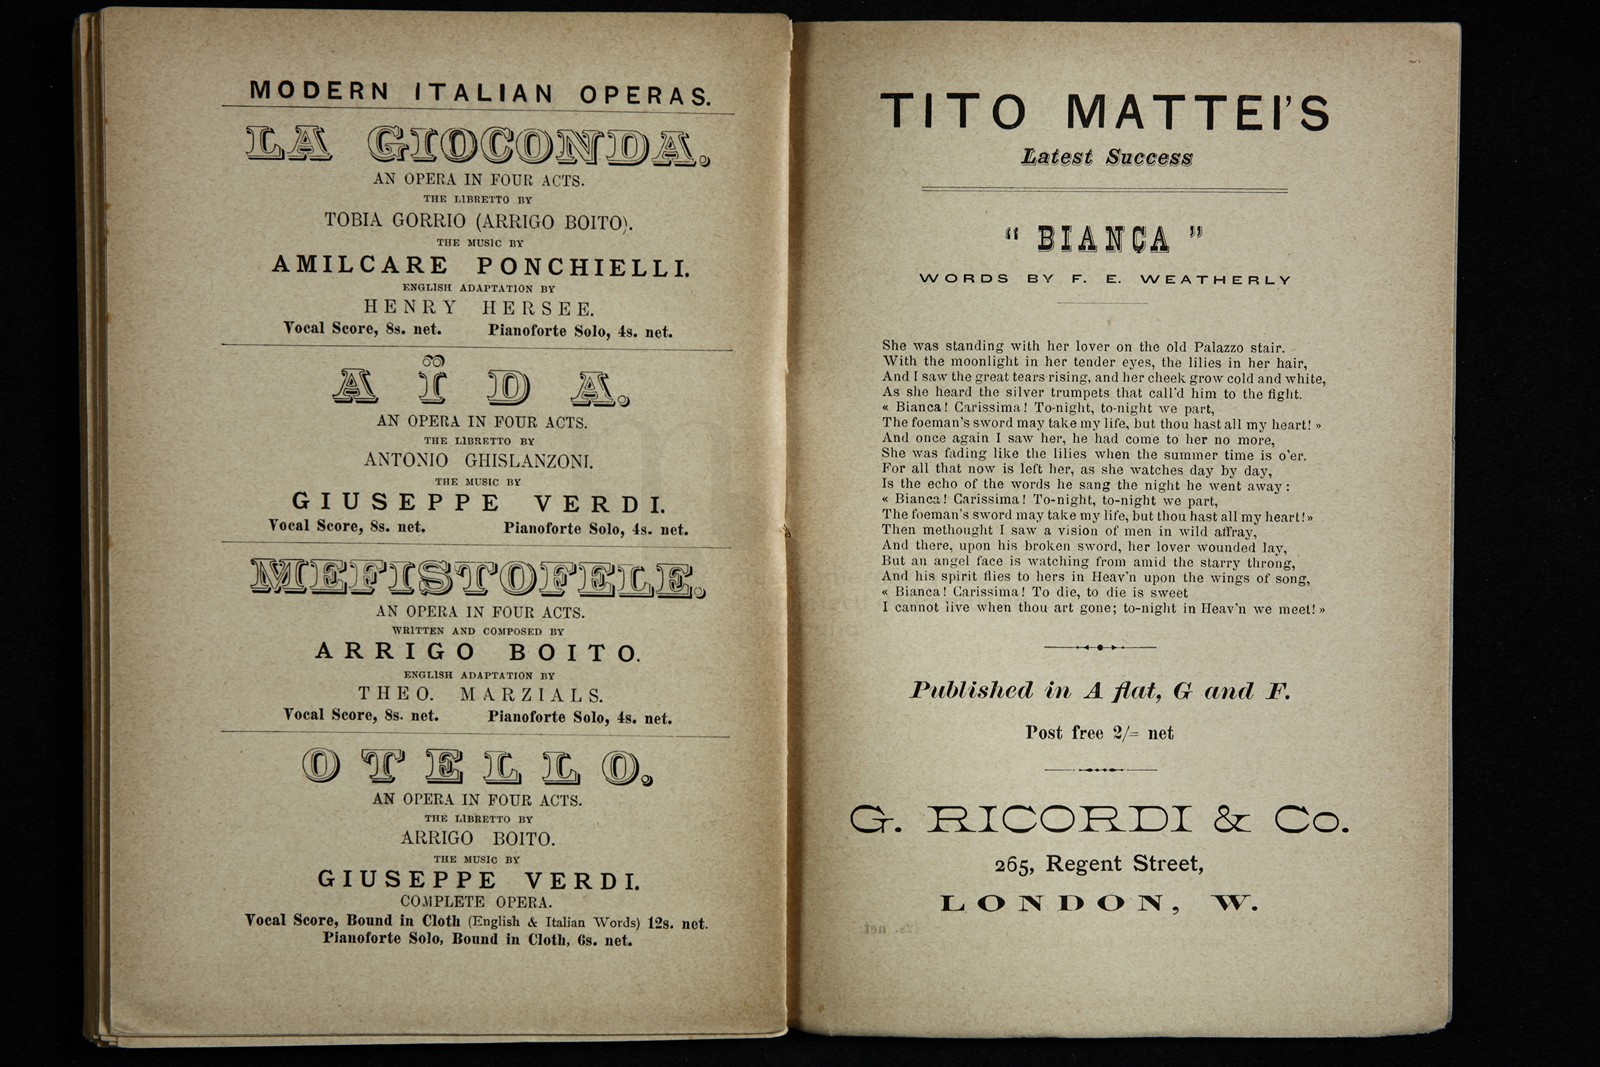 MODERN ITALIAN OPERAS.
LA GIOCONDA.
AN OPERA IN FOUR ACTS.
THE LIBRETTO BY
TOBIA GORRIO (ARRIGO BOITO).
THE MUSIC BY
AMILCARE PONCHIELLI.
ENGLISH ADAPTATION BY
HENRY HERSEE.
Vocal Score, 8s. net. Pianoforte Solo, 4s. net.
AÏDA.
AN OPERA IN FOUR ACTS.
THE LIBRETTO BY
ANTONIO GHISLANZONI.
THE MUSIC BY
GIUSEPPE VERDI.
Vocal Score, 8s. net. Pianoforte Solo, 4s. net.
MEFISTOFELE.
AN OPERA IN FOUR ACTS.
WRITTEN AND COMPOSED BY
ARRIGO BOITO.
ENGLISH ADAPTATION BY
THEO. MARZIALS.
Vocal Score, 8s. net. Pianoforte Solo, 4s. net.
OTELLO.
AN OPERA IN FOUR ACTS.
THE LIBRETTO BY
ARRIGO BOITO.
THE MUSIC BY
GIUSEPPE VERDI.
COMPLETE OPERA.
Vocal Score, Bound in Cloth (English & Italian Words) 12s. net.
Pianoforte Solo, Bound in Cloth, 6s. net.
TITO MATTEI'S
Latest Success
“ BIANCA ”
WORDS BY F. E. WEATHERLY
She was standing with her lover on the old Palazzo stair.
With the moonlight in her tender eyes, the lilies in her hair,
And I saw the great tears rising, and her cheek grow cold and white,
As she heard the silver trumpets that call'd him to the fight.
« Bianca! Carissima! To-night, to-night we part,
The foeman's sword may take my life, but thou hast all my heart! »
And once again I saw her, he had come to her no more,
She was fading like the lilies when the summer time is o'er.
For all that now is left her, as she watches day by day,
Is the echo of the words he sang the night he went away:
« Bianca! Carissima! To-night, to-night we part,
The foeman's sword may take my life, but thou hast all my heart! »
Then methought I saw a vision of men in wild affray,
And there, upon his broken sword, her lover wounded lay,
But an angel face is watching from amid the starry throng,
And his spirit flies to hers in Heav'n upon the wings of song,
« Bianca! Carissima! To die, to die is sweet
I cannot live when thou art gone; to-night in Heav'n we meet! »
Published in A flat, G and F.
Post free 2/= net
G. RICORDI & Co.
265, Regent Street,
LONDON, W.